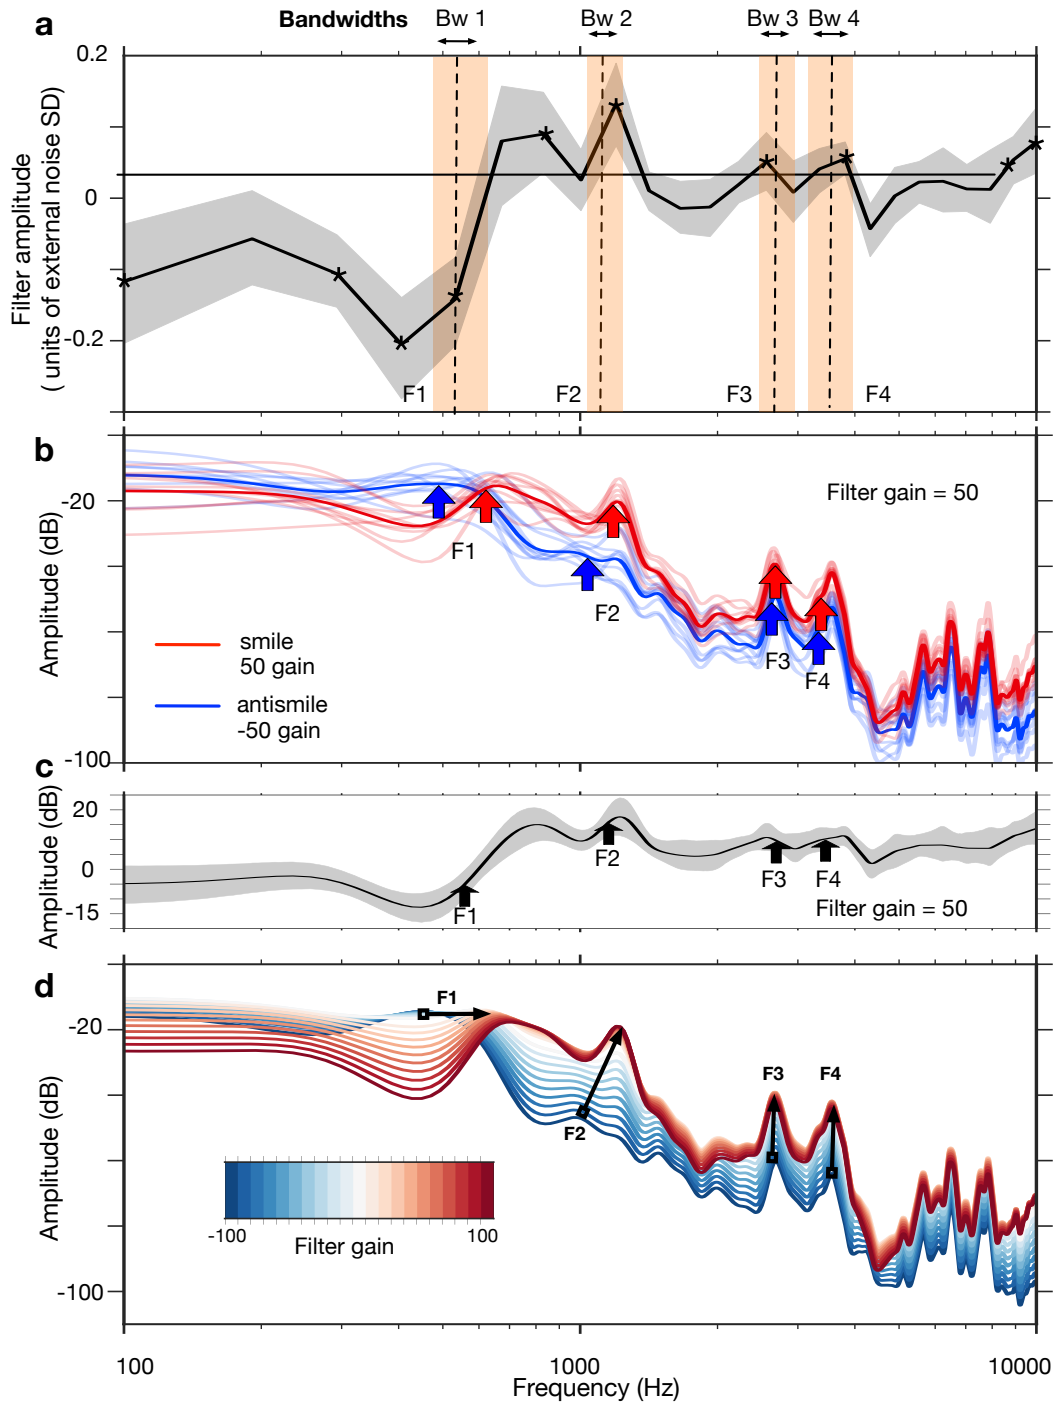 a
Bandwidths
Bw 1
Bw 2
Bw 3
Bw 4
0.2
0
-0.2
Filter amplitude
( units of external noise SD)
F1
F2
F3
F4
b
-20
-100
Amplitude (dB)
Filter gain = 50
F1
F2
F3
F4
smile
50 gain
antismile
-50 gain
c
20
0
-15
Amplitude (dB)
F1
F2
F3
F4
Filter gain = 50
d
-20
-100
Amplitude (dB)
F1
F2
F3
F4
-100
100
Filter gain
100
1000
10000
Frequency (Hz)